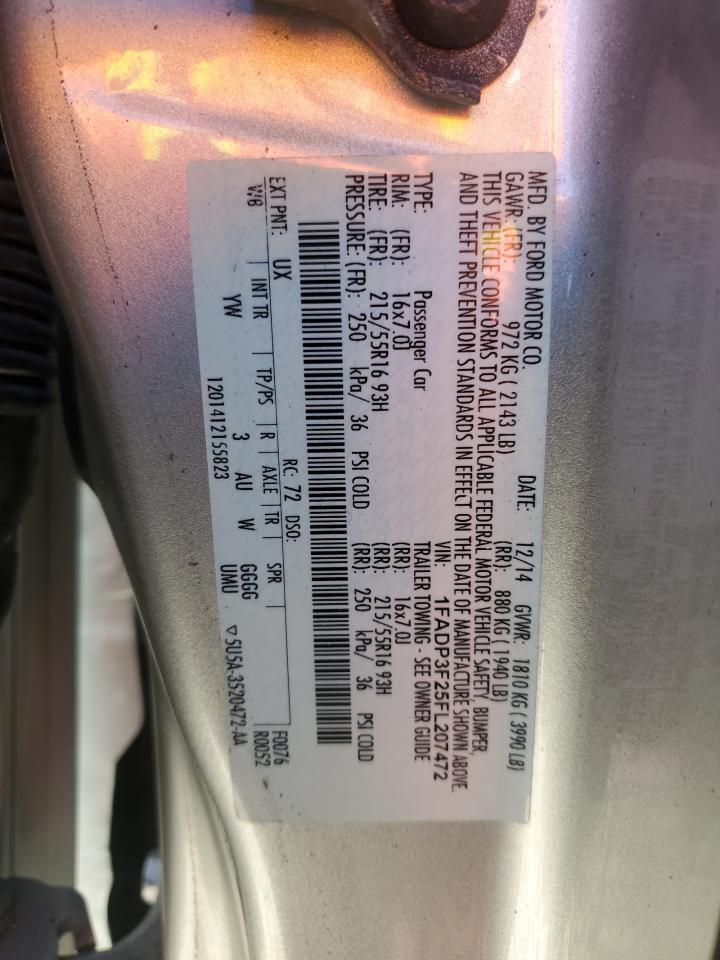 MFD. BY FORD MOTOR CO. DATE: 12/14 GVWR: 1810 KG ( 3990 LB)
GAWR: (FR): 972 KG ( 2143 LB) (RR): 880 KG ( 1940 LB)
THIS VEHICLE CONFORMS TO ALL APPLICABLE FEDERAL MOTOR VEHICLE SAFETY, BUMPER,
AND THEFT PREVENTION STANDARDS IN EFFECT ON THE DATE OF MANUFACTURE SHOWN ABOVE.
VIN: 1FADP3F25FL207472
TYPE: Passenger Car TRAILER TOWING - SEE OWNER GUIDE
RIM: (FR): 16x7.0J (RR): 16x7.0J
TIRE: (FR): 215/55R16 93H (RR): 215/55R16 93H
PRESSURE: (FR): 250 kPa/ 36 PSI COLD (RR): 250 kPa/ 36 PSI COLD
RC: 72 DSO: F0076
EXT PNT: UX R0052
INT TR TP/PS R AXLE TR SPR
YW 3 AU W GGGG
UMU ▽5U5A-3520472-AA
1201412155823